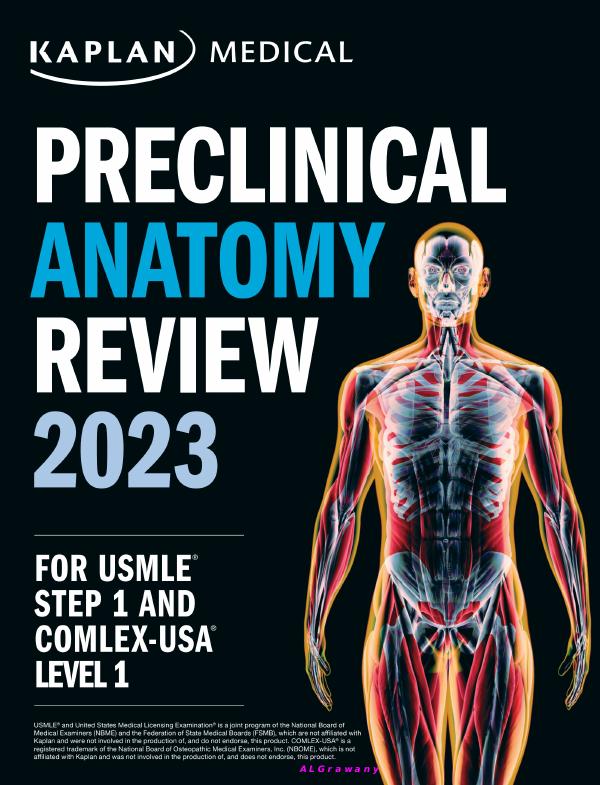 KAPLAN MEDICAL
PRECLINICAL
ANATOMY
REVIEW
2023
FOR USMLE®
STEP 1 AND
COMLEX-USA®
LEVEL 1
USMLE® and United States Medical Licensing Examination® is a joint program of the National Board of
Medical Examiners (NBME) and the Federation of State Medical Boards (FSMB), which are not affiliated with
Kaplan and were not involved in the production of, and do not endorse, this product. COMLEX-USA® is a
registered trademark of the National Board of Osteopathic Medical Examiners, Inc. (NBOME), which is not
affiliated with Kaplan and was not involved in the production of, and does not endorse, this product.
ALGrawany